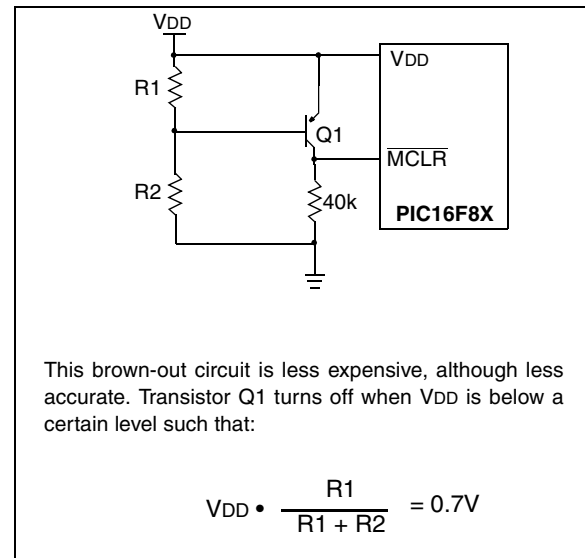 VDD
VDD
R1
Q1
MCLR
R2
40k
PIC16F8X
This brown-out circuit is less expensive, although less
accurate. Transistor Q1 turns off when VDD is below a
certain level such that:
VDD • R1 / R1 + R2 = 0.7V